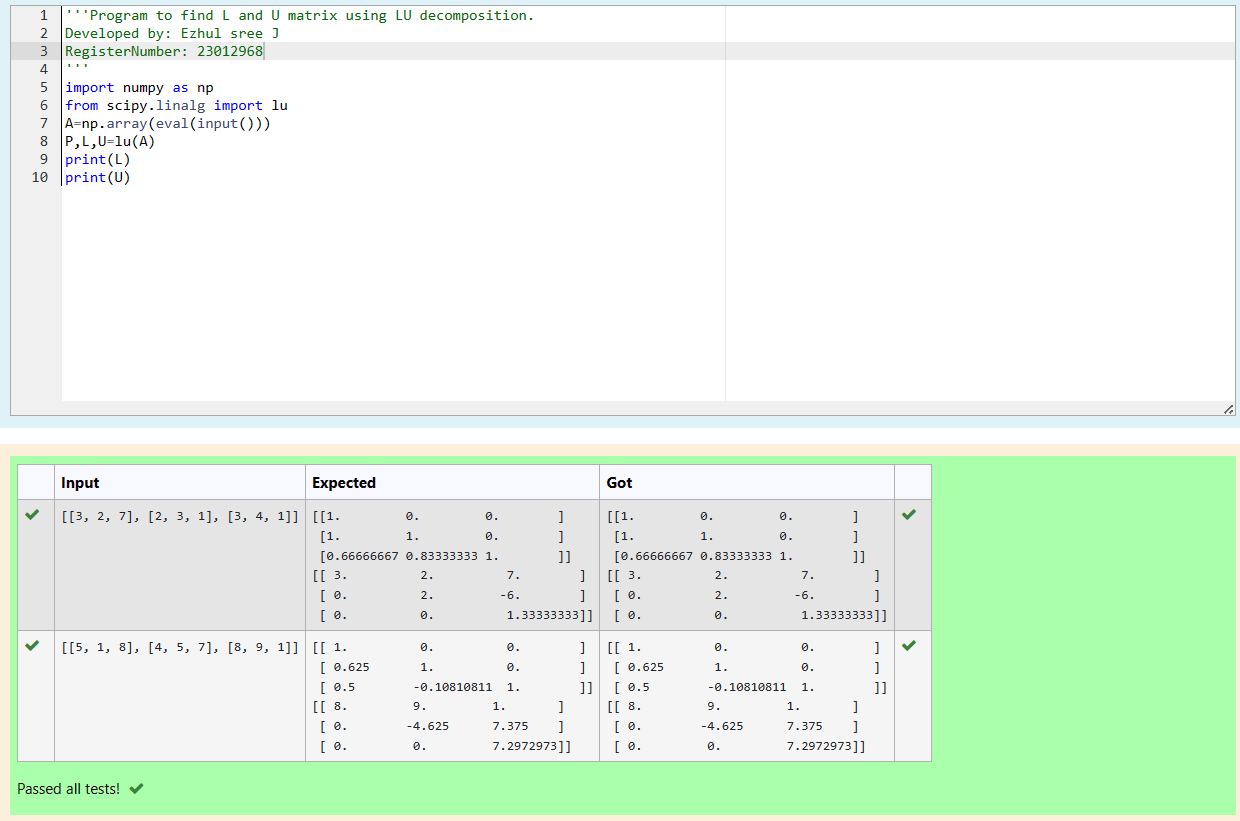 1 '''Program to find L and U matrix using LU decomposition.
2 Developed by: Ezhul sree J
3 RegisterNumber: 23012968
4 '''
5 import numpy as np
6 from scipy.linalg import lu
7 A=np.array(eval(input()))
8 P,L,U=lu(A)
9 print(L)
10 print(U)
Input Expected Got
[[3, 2, 7], [2, 3, 1], [3, 4, 1]] [[1. 0. 0. ] [[1. 0. 0. ]
[1. 1. 0. ] [1. 1. 0. ]
[0.66666667 0.83333333 1. ]] [0.66666667 0.83333333 1. ]]
[[ 3. 2. 7. ] [[ 3. 2. 7. ]
[ 0. 2. -6. ] [ 0. 2. -6. ]
[ 0. 0. 1.33333333]] [ 0. 0. 1.33333333]]
[[5, 1, 8], [4, 5, 7], [8, 9, 1]] [[ 1. 0. 0. ] [[ 1. 0. 0. ]
[ 0.625 1. 0. ] [ 0.625 1. 0. ]
[ 0.5 -0.10810811 1. ]] [ 0.5 -0.10810811 1. ]]
[[ 8. 9. 1. ] [[ 8. 9. 1. ]
[ 0. -4.625 7.375 ] [ 0. -4.625 7.375 ]
[ 0. 0. 7.2972973]] [ 0. 0. 7.2972973]]
Passed all tests!